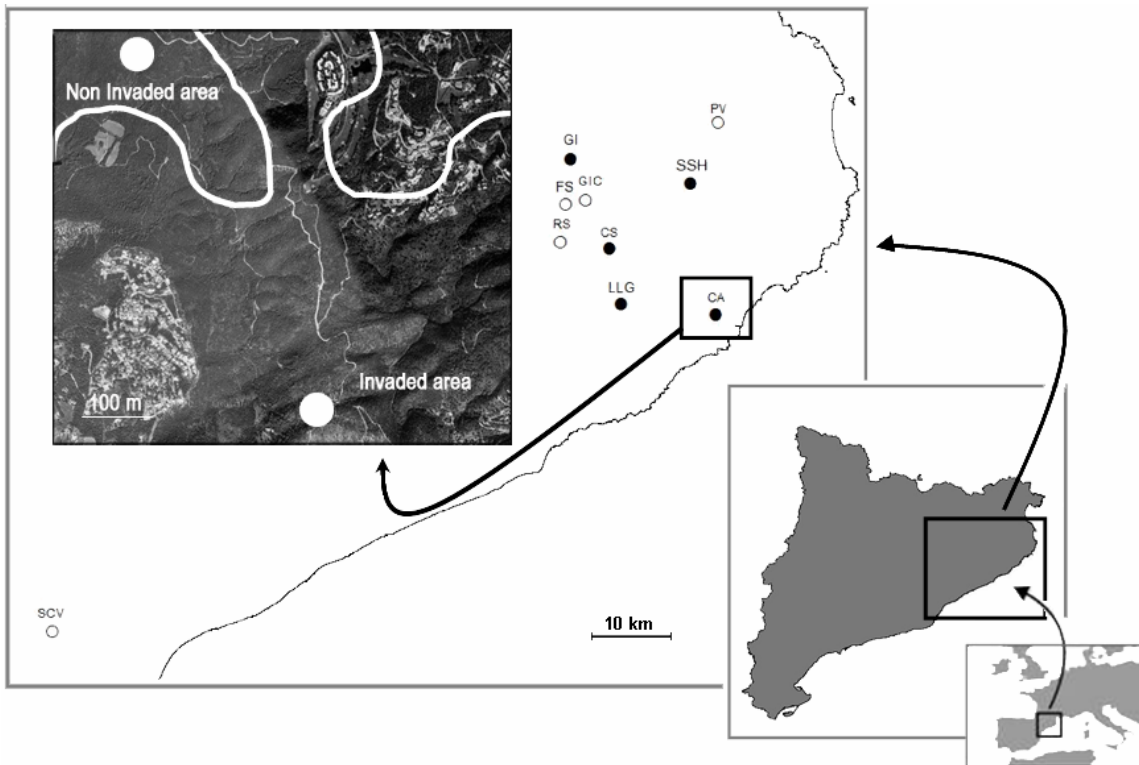 Non Invaded area
PV
GI
SSH
FS
GIC
RS
CS
LLG
CA
Invaded area
100 m
SCV
10 km